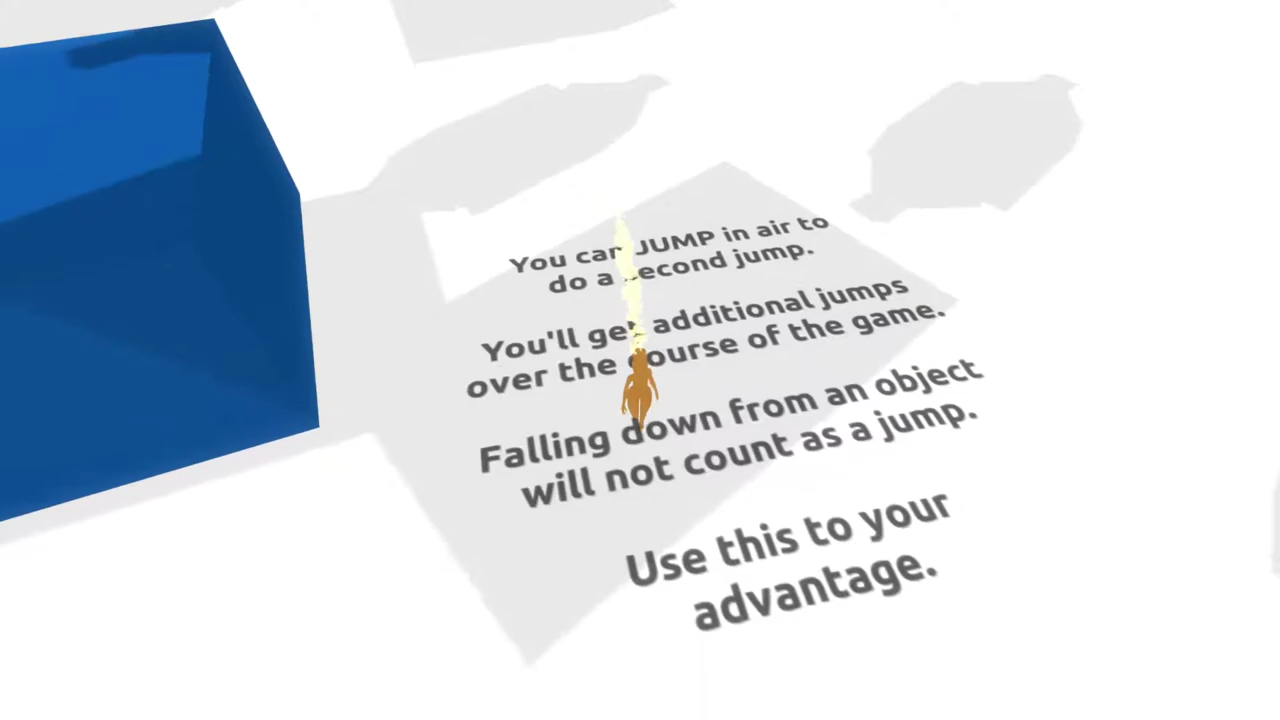 You can JUMP in air to
do a second jump.
You'll get additional jumps
over the course of the game.
Falling down from an object
will not count as a jump.
Use this to your
advantage.